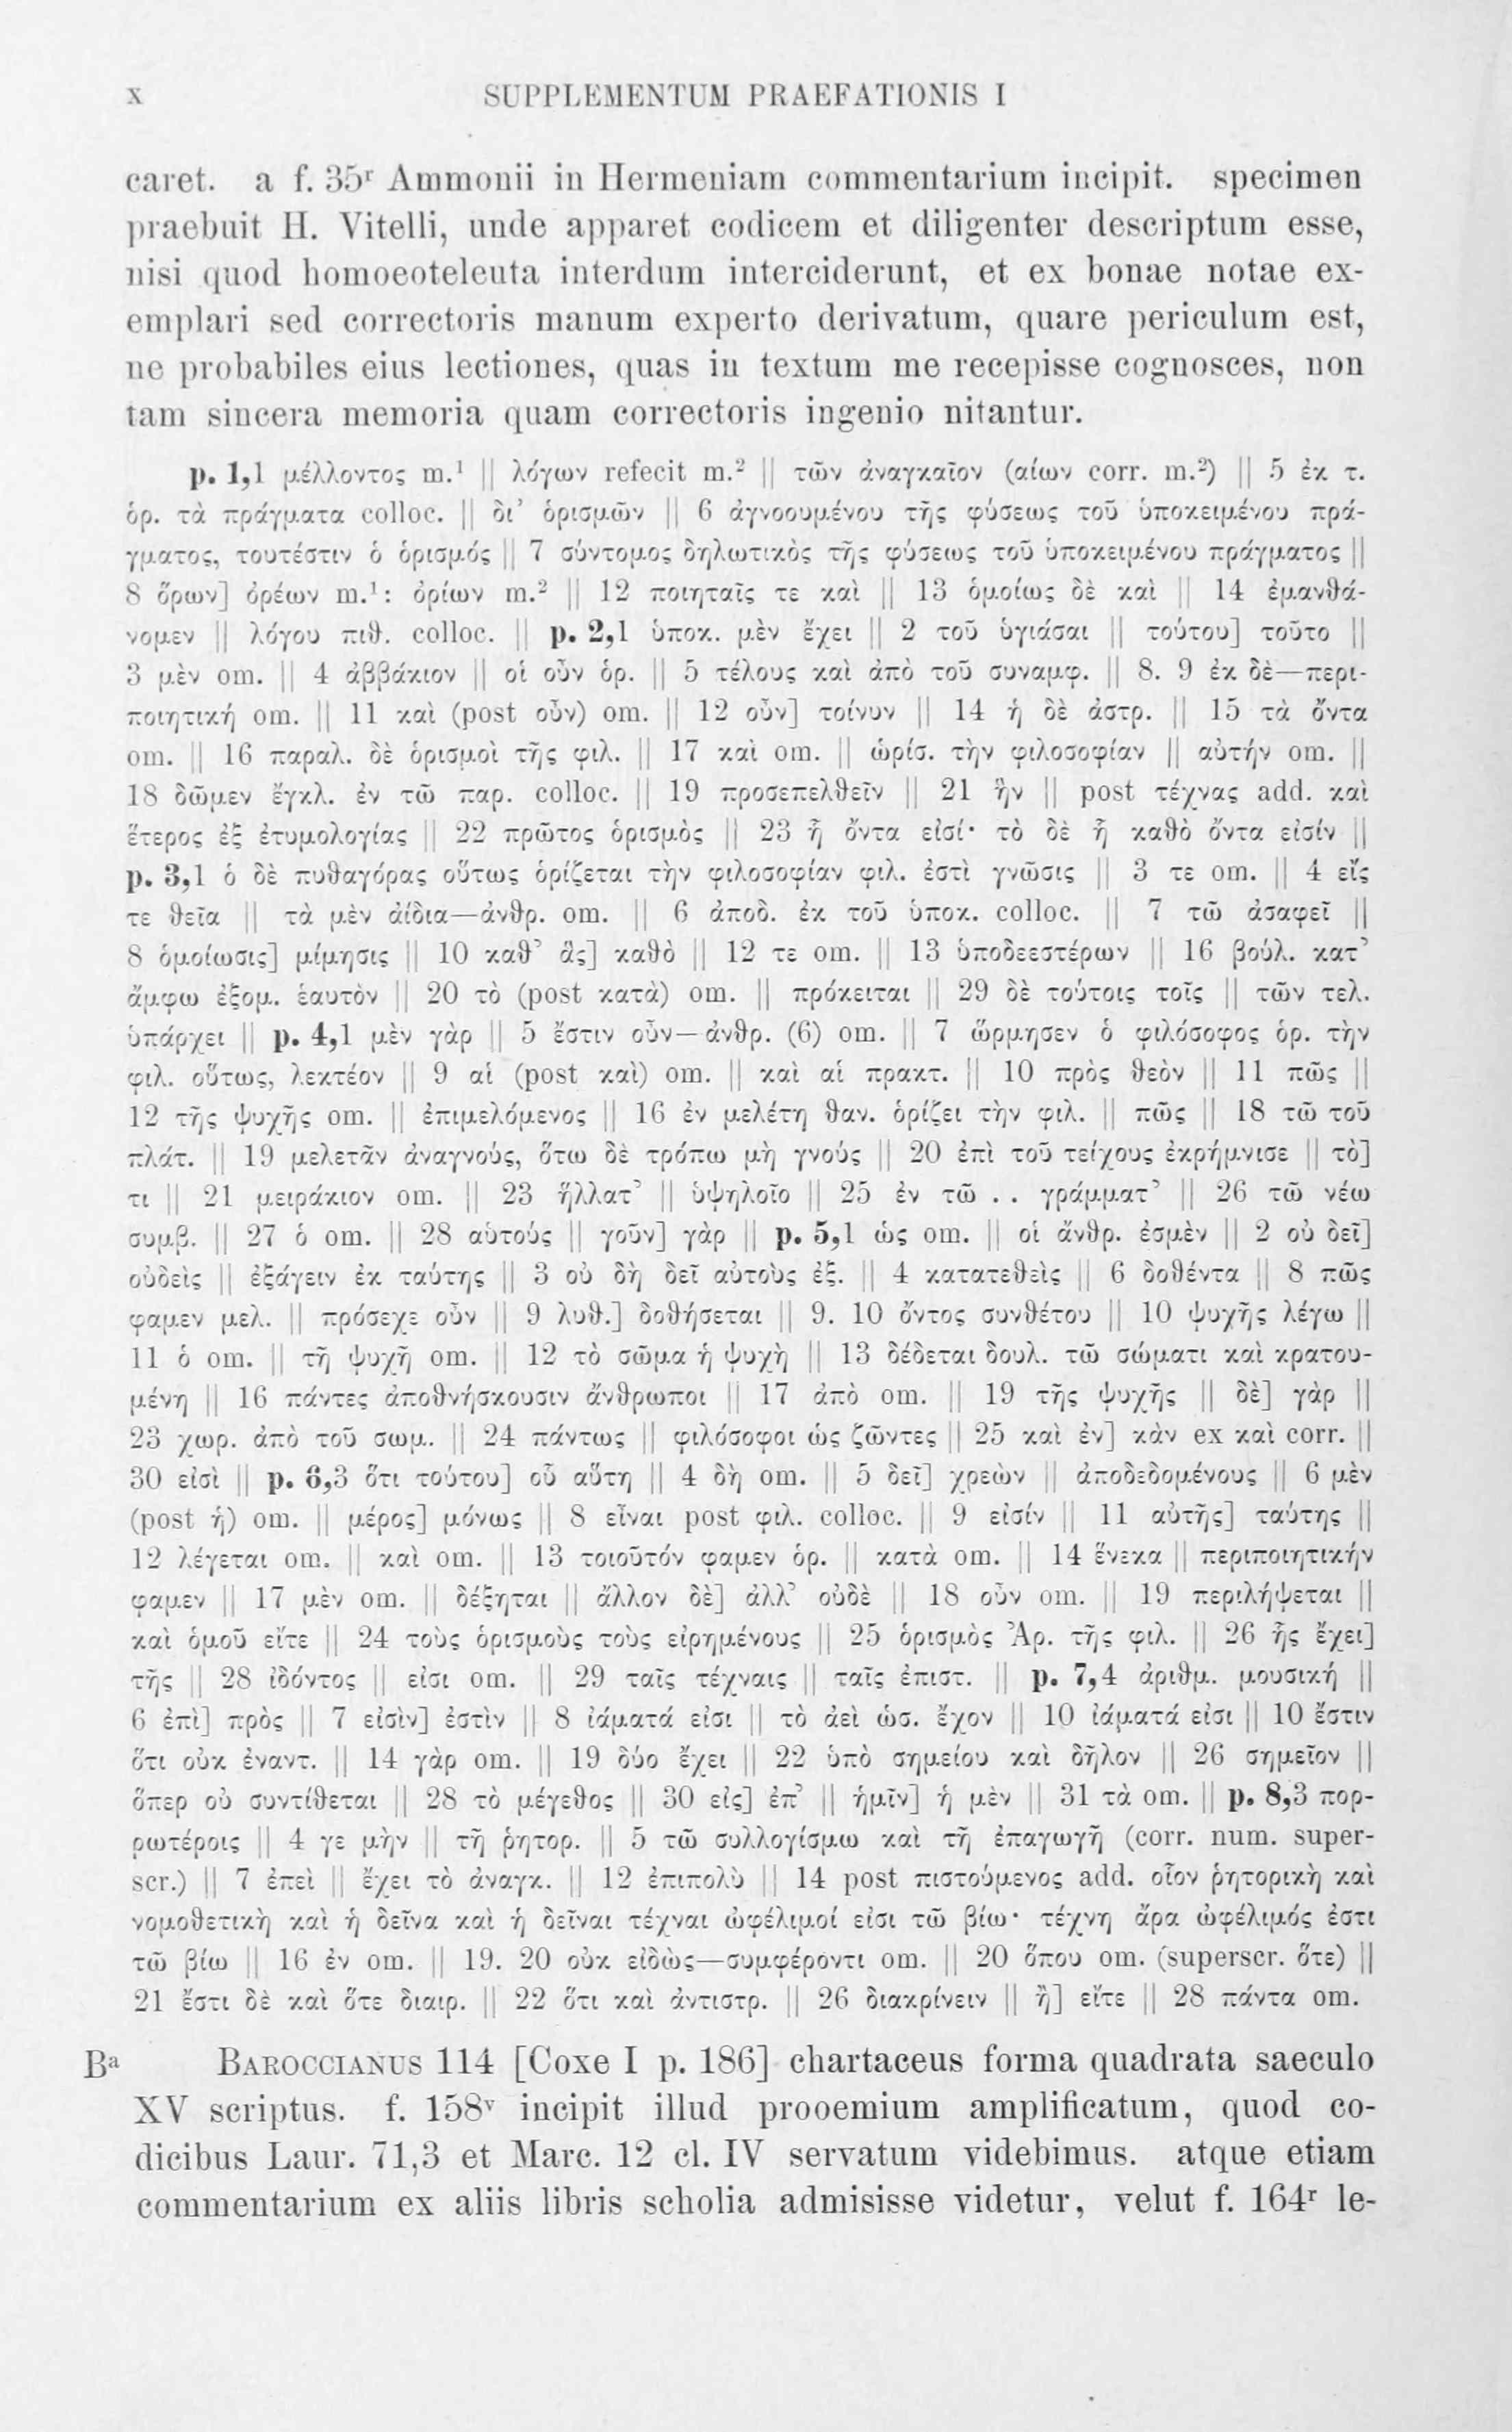 x SUPPLEMENTUM PRAEFATIONIS I
caret. a f. 35ʳ Ammonii in Hermeniam commentarium incipit. specimen
praebuit H. Vitelli, unde apparet codicem et diligenter descriptum esse,
nisi quod homoeoteleuta interdum interciderunt, et ex bonae notae ex-
emplari sed correctoris manum experto derivatum, quare periculum est,
ne probabiles eius lectiones, quas in textum me recepisse cognosces, non
tam sincera memoria quam correctoris ingenio nitantur.
p. 1,1 μέλλοντος m.¹ || λόγων refecit m.² || τῶν ἀναγκαῖον (αίων corr. m.²) || 5 ἐκ τ.
ὁρ. τὰ πράγματα colloc. || δι’ ὁρισμῶν || 6 ἀγνοουμένου τῆς φύσεως τοῦ ὑποκειμένου πρά-
γματος, τουτέστιν ὁ ὁρισμός || 7 σύντομος δηλωτικὸς τῆς φύσεως τοῦ ὑποκειμένου πράγματος ||
8 ὅρων] ὀρέων m.¹: ὁρίων m.² || 12 ποιηταῖς τε καὶ || 13 ὁμοίως δὲ καὶ || 14 ἐμανθά-
νομεν || λόγου πιθ. colloc. || p. 2,1 ὑποκ. μὲν ἔχει || 2 τοῦ ὑγιάσαι || τούτου] τοῦτο ||
3 μὲν om. || 4 ἀββάκιον || οἱ οὖν ὁρ. || 5 τέλους καὶ ἀπὸ τοῦ συναμφ. || 8. 9 ἐκ δὲ—περι-
ποιητική om. || 11 καὶ (post οὖν) om. || 12 οὖν] τοίνυν || 14 ἡ δὲ ἀστρ. || 15 τὰ ὄντα
om. || 16 παραλ. δὲ ὁρισμοὶ τῆς φιλ. || 17 καὶ om. || ὡρίσ. τὴν φιλοσοφίαν || αὐτήν om. ||
18 δῶμεν ἔγκλ. ἐν τῶ παρ. colloc. || 19 προσεπελθεῖν || 21 ἣν || post τέχνας add. καὶ
ἕτερος ἐξ ἐτυμολογίας || 22 πρῶτος ὁρισμὸς || 23 ἢ ὄντα εἰσί· τὸ δὲ ἢ καθὸ ὄντα εἰσίν ||
p. 3,1 ὁ δὲ πυθαγόρας οὕτως ὁρίζεται τὴν φιλοσοφίαν φιλ. ἐστὶ γνῶσις || 3 τε om. || 4 εἴς
τε θεῖα || τὰ μὲν ἀίδια—ἀνθρ. om. || 6 ἀποδ. ἐκ τοῦ ὑποκ. colloc. || 7 τῶ ἀσαφεῖ ||
8 ὁμοίωσις] μίμησις || 10 καθ’ ἃς] καθὸ || 12 τε om. || 13 ὑποδεεστέρων || 16 βούλ. κατ’
ἄμφω ἐξομ. ἑαυτὸν || 20 τὸ (post κατὰ) om. || πρόκειται || 29 δὲ τούτοις τοῖς || τῶν τελ.
ὑπάρχει || p. 4,1 μὲν γὰρ || 5 ἔστιν οὖν—ἀνθρ. (6) om. || 7 ὥρμησεν ὁ φιλόσοφος ὁρ. τὴν
φιλ. οὕτως, λεκτέον || 9 αἱ (post καὶ) om. || καὶ αἱ πρακτ. || 10 πρὸς θεὸν || 11 πῶς ||
12 τῆς ψυχῆς om. || ἐπιμελόμενος || 16 ἐν μελέτη θαν. ὁρίζει τὴν φιλ. || πῶς || 18 τῶ τοῦ
πλάτ. || 19 μελετᾶν ἀναγνούς, ὅτω δὲ τρόπω μὴ γνούς || 20 ἐπὶ τοῦ τείχους ἐκρήμνισε || τὸ]
τι || 21 μειράκιον om. || 23 ἥλλατ’ || ὑψηλοῖο || 25 ἐν τῶ . . γράμματ’ || 26 τῶ νέω
συμβ. || 27 ὁ om. || 28 αὑτούς || γοῦν] γὰρ || p. 5,1 ὡς om. || οἱ ἄνθρ. ἐσμὲν || 2 οὐ δεῖ]
οὐδεὶς || ἐξάγειν ἐκ ταύτης || 3 οὐ δὴ δεῖ αὐτοὺς ἐξ. || 4 κατατεθεὶς || 6 δοθέντα || 8 πῶς
φαμεν μελ. || πρόσεχε οὖν || 9 λυθ.] δοθήσεται || 9. 10 ὄντος συνθέτου || 10 ψυχῆς λέγω ||
11 ὁ om. || τῆ ψυχῆ om. || 12 τὸ σῶμα ἡ ψυχὴ || 13 δέδεται δουλ. τῶ σώματι καὶ κρατου-
μένη || 16 πάντες ἀποθνήσκουσιν ἄνθρωποι || 17 ἀπὸ om. || 19 τῆς ψυχῆς || δὲ] γὰρ ||
23 χωρ. ἀπὸ τοῦ σωμ. || 24 πάντως || φιλόσοφοι ὡς ζῶντες || 25 καὶ ἐν] κἀν ex καὶ corr. ||
30 εἰσὶ || p. 6,3 ὅτι τούτου] οὗ αὕτη || 4 δὴ om. || 5 δεῖ] χρεὼν || ἀποδεδομένους || 6 μὲν
(post ἡ) om. || μέρος] μόνως || 8 εἶναι post φιλ. colloc. || 9 εἰσίν || 11 αὐτῆς] ταύτης ||
12 λέγεται om. || καὶ om. || 13 τοιοῦτόν φαμεν ὁρ. || κατὰ om. || 14 ἕνεκα || περιποιητικήν
φαμεν || 17 μὲν om. || δέξηται || ἄλλον δὲ] ἀλλ’ οὐδὲ || 18 οὖν om. || 19 περιλήψεται ||
καὶ ὁμοῦ εἴτε || 24 τοὺς ὁρισμοὺς τοὺς εἰρημένους || 25 ὁρισμὸς Ἀρ. τῆς φιλ. || 26 ἧς ἔχει]
τῆς || 28 ἰδόντος || εἰσι om. || 29 ταῖς τέχναις || ταῖς ἐπιστ. || p. 7,4 ἀριθμ. μουσική ||
6 ἐπὶ] πρὸς || 7 εἰσὶν] ἐστὶν || 8 ἰάματά εἰσι || τὸ ἀεὶ ὡσ. ἔχον || 10 ἰάματά εἰσι || 10 ἔστιν
ὅτι οὐκ ἐναντ. || 14 γὰρ om. || 19 δύο ἔχει || 22 ὑπὸ σημείου καὶ δῆλον || 26 σημεῖον ||
ὅπερ οὐ συντίθεται || 28 τὸ μέγεθος || 30 εἰς] ἐπ’ || ἡμῖν] ἡ μὲν || 31 τὰ om. || p. 8,3 πορ-
ρωτέροις || 4 γε μὴν || τῆ ῥητορ. || 5 τῶ συλλογίσμω καὶ τῆ ἐπαγωγῆ (corr. num. super-
scr.) || 7 ἐπεὶ || ἔχει τὸ ἀναγκ. || 12 ἐπιπολὺ || 14 post πιστούμενος add. οἷον ῥητορικὴ καὶ
νομοθετικὴ καὶ ἡ δεῖνα καὶ ἡ δεῖναι τέχναι ὠφέλιμοί εἰσι τῶ βίω· τέχνη ἄρα ὠφέλιμός ἐστι
τῶ βίω || 16 ἐν om. || 19. 20 οὐκ εἰδὼς—συμφέροντι om. || 20 ὅπου om. (superscr. ὅτε) ||
21 ἔστι δὲ καὶ ὅτε διαιρ. || 22 ὅτι καὶ ἀντιστρ. || 26 διακρίνειν || ἢ] εἴτε || 28 πάντα om.
Bᵃ BAROCCIANUS 114 [Coxe I p. 186] chartaceus forma quadrata saeculo
XV scriptus. f. 158ᵛ incipit illud prooemium amplificatum, quod co-
dicibus Laur. 71,3 et Marc. 12 cl. IV servatum videbimus. atque etiam
commentarium ex aliis libris scholia admisisse videtur, velut f. 164ʳ le-